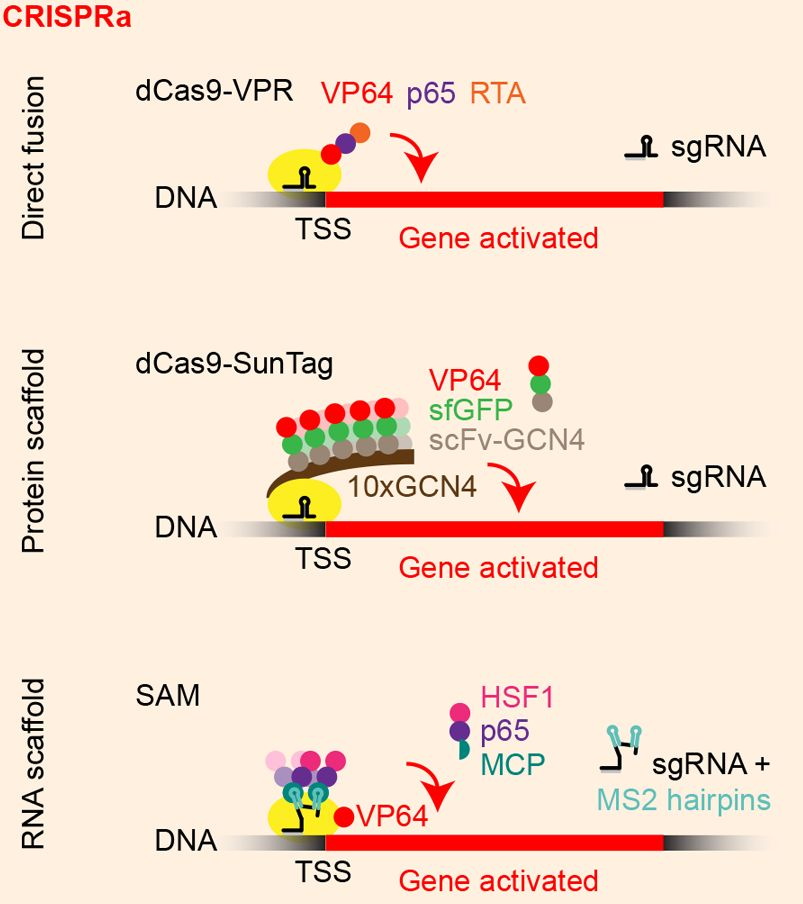 CRISPRa
Direct fusion
dCas9-VPR
VP64 p65 RTA
sgRNA
DNA
TSS
Gene activated
Protein scaffold
dCas9-SunTag
VP64
sfGFP
scFv-GCN4
10xGCN4
sgRNA
DNA
TSS
Gene activated
RNA scaffold
SAM
HSF1
p65
MCP
sgRNA +
MS2 hairpins
VP64
DNA
TSS
Gene activated